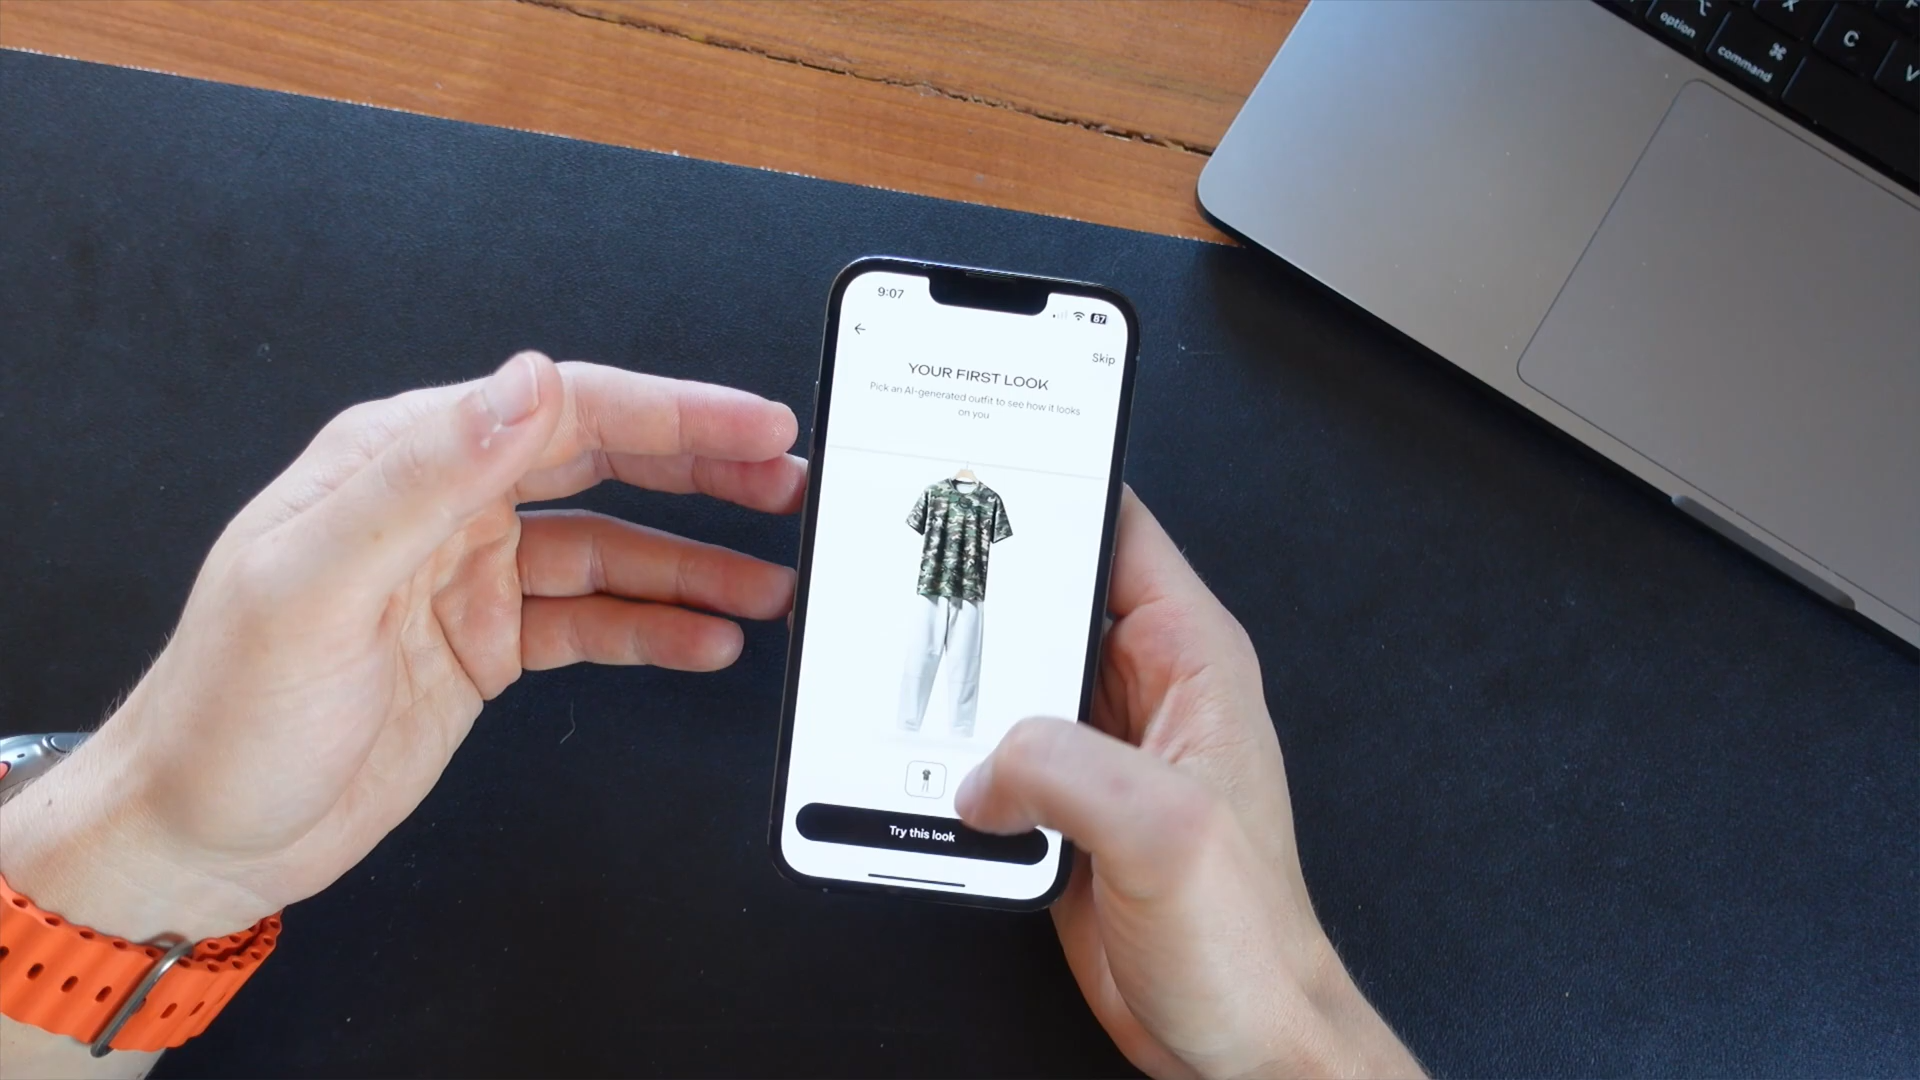 option
command
⌘
X
C
V
9:07
87
Skip
YOUR FIRST LOOK
Pick an AI-generated outfit to see how it looks
on you
Try this look